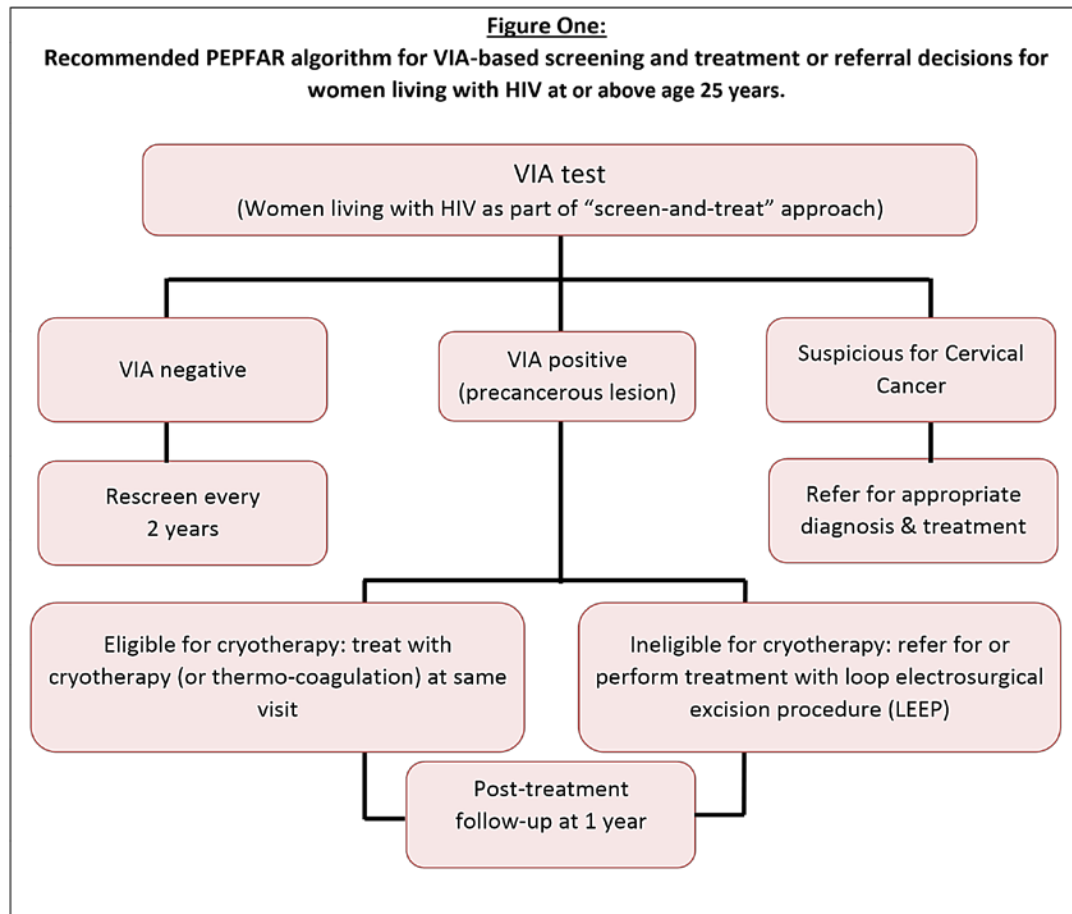 Figure One:
Recommended PEPFAR algorithm for VIA-based screening and treatment or referral decisions for
women living with HIV at or above age 25 years.
VIA test
(Women living with HIV as part of “screen-and-treat” approach)
VIA negative
VIA positive
(precancerous lesion)
Suspicious for Cervical
Cancer
Rescreen every
2 years
Refer for appropriate
diagnosis & treatment
Eligible for cryotherapy: treat with
cryotherapy (or thermo-coagulation) at same
visit
Ineligible for cryotherapy: refer for or
perform treatment with loop electrosurgical
excision procedure (LEEP)
Post-treatment
follow-up at 1 year